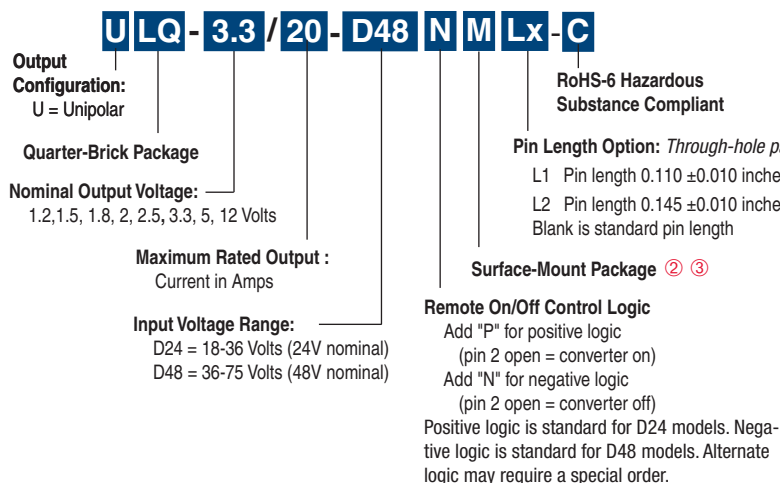 U LQ - 3.3 / 20 - D48 N M Lx - C
Output
Configuration:
U = Unipolar
Quarter-Brick Package
Nominal Output Voltage:
1.2,1.5, 1.8, 2, 2.5, 3.3, 5, 12 Volts
Maximum Rated Output :
Current in Amps
Input Voltage Range:
D24 = 18-36 Volts (24V nominal)
D48 = 36-75 Volts (48V nominal)
RoHS-6 Hazardous
Substance Compliant
Pin Length Option: Through-hole
L1 Pin length 0.110 ±0.010
L2 Pin length 0.145 ±0.010
Blank is standard pin length
Surface-Mount Package ② ③
Remote On/Off Control Logic
Add "P" for positive logic
(pin 2 open = converter on)
Add "N" for negative logic
(pin 2 open = converter off)
Positive logic is standard for D24 models. Nega-
tive logic is standard for D48 models. Alternate
logic may require a special order.